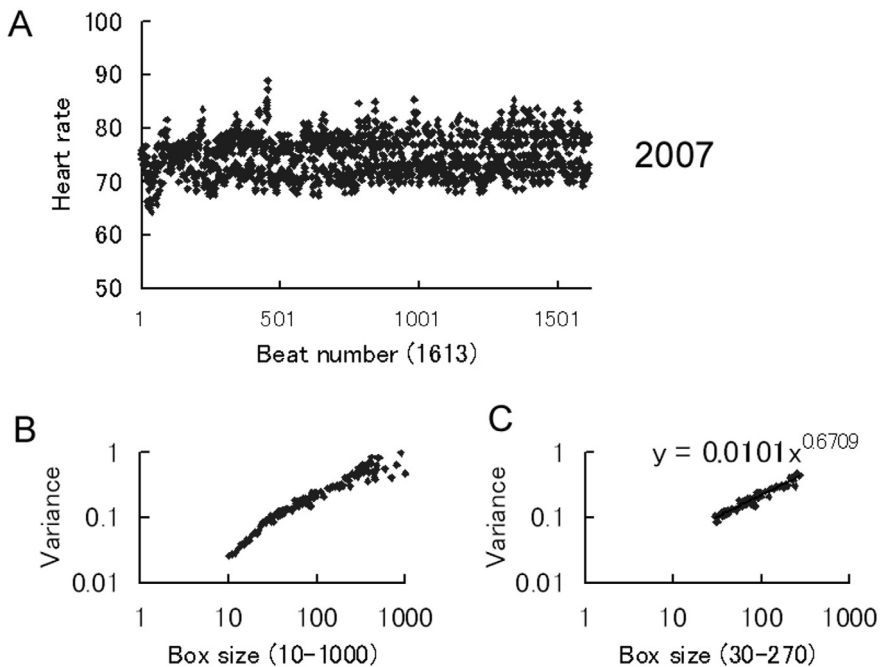 A
100
90
80
70
60
50
Heart rate
1 501 1001 1501
Beat number (1613)
2007
B
1
0.1
0.01
Variance
1 10 100 1000
Box size (10-1000)
C
y = 0.0101x^0.6709
1
0.1
0.01
Variance
1 10 100 1000
Box size (30-270)